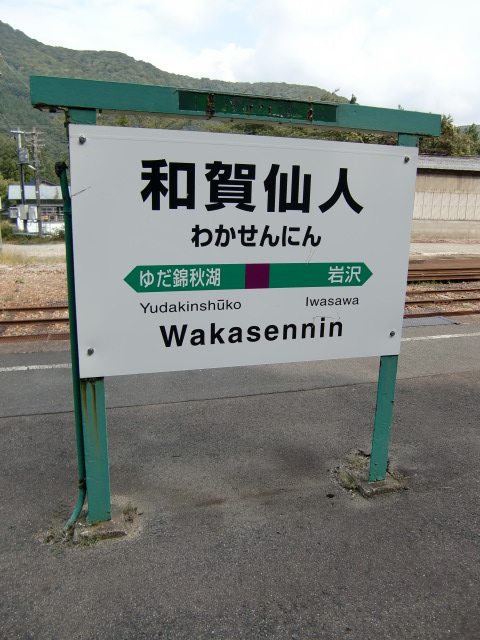 和賀仙人
わかせんにん
ゆだ錦秋湖 岩沢
Yudakinshūko Iwasawa
Wakasennin